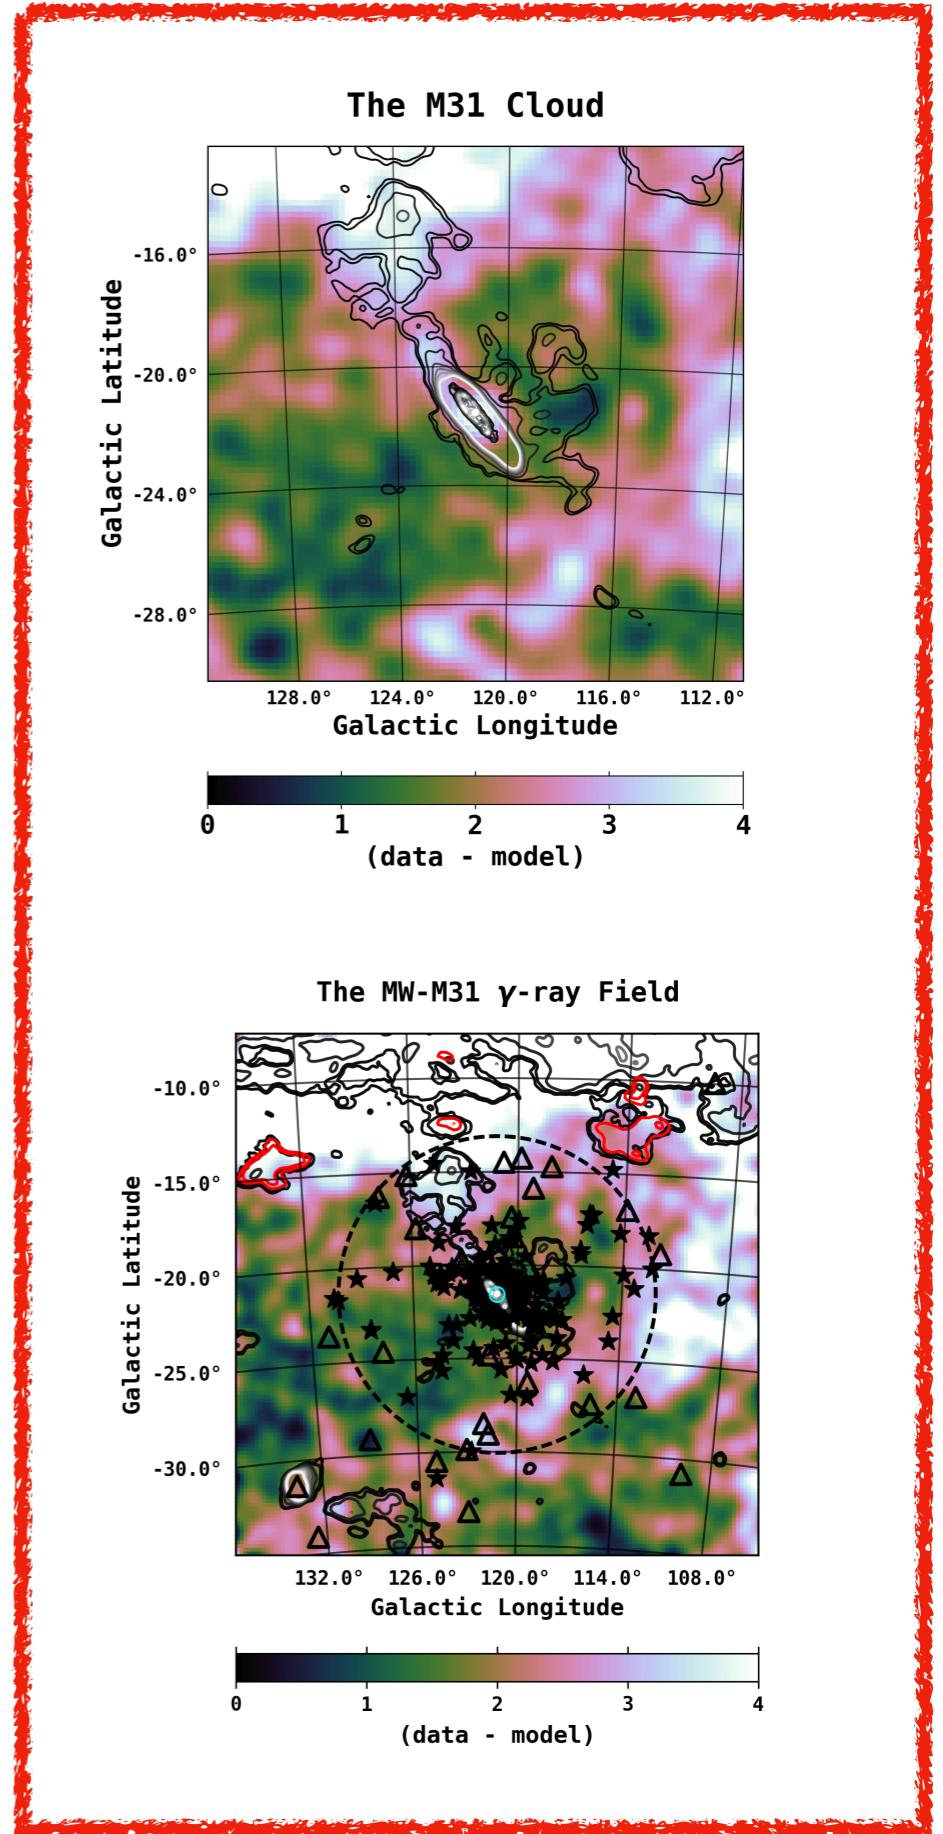 The M31 Cloud
-16.0°
-20.0°
-24.0°
-28.0°
Galactic Latitude
128.0° 124.0° 120.0° 116.0° 112.0°
Galactic Longitude
0 1 2 3 4
(data - model)
The MW-M31 γ-ray Field
-10.0°
-15.0°
-20.0°
-25.0°
-30.0°
Galactic Latitude
132.0° 126.0° 120.0° 114.0° 108.0°
Galactic Longitude
0 1 2 3 4
(data - model)